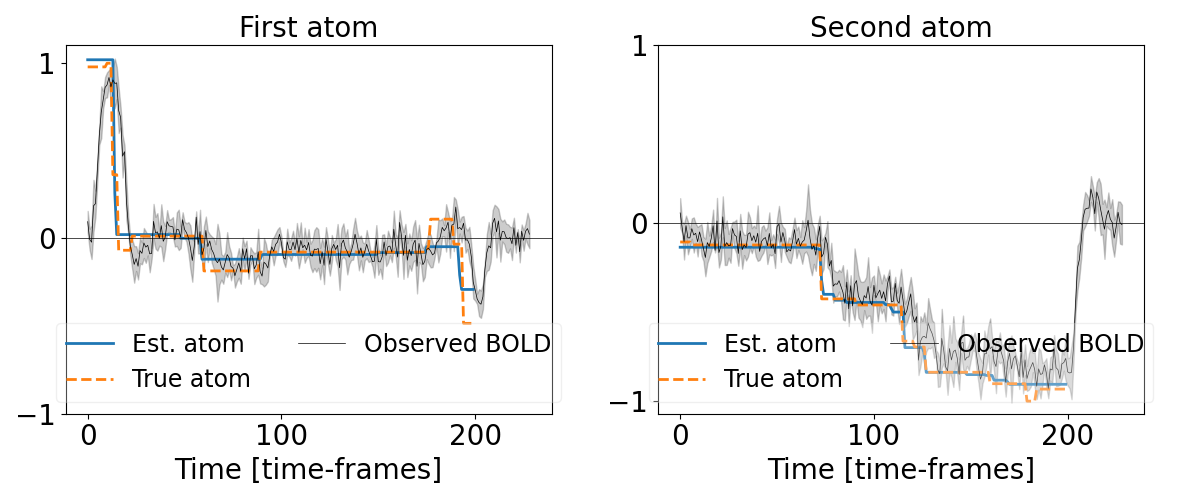 First atom
1
0
−1
0 100 200
Time [time-frames]
Est. atom
True atom
Observed BOLD
Second atom
1
0
−1
0 100 200
Time [time-frames]
Est. atom
True atom
Observed BOLD